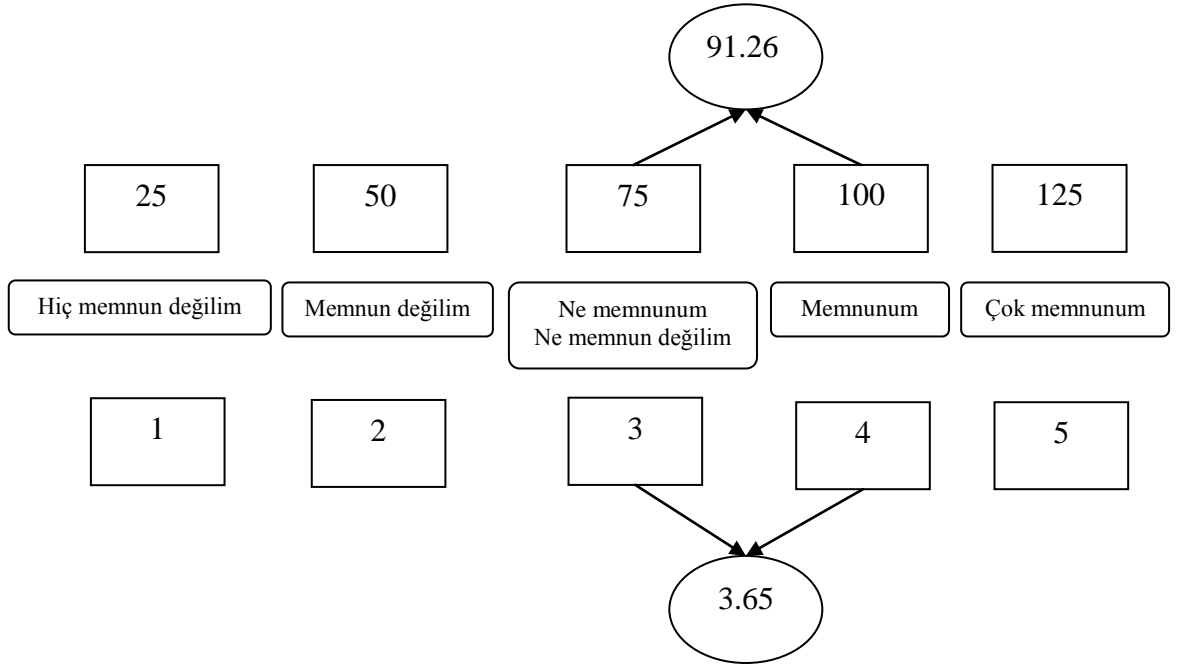 91.26
25
50
75
100
125
Hiç memnun değilim
Memnun değilim
Ne memnunum
Ne memnun değilim
Memnunum
Çok memnunum
1
2
3
4
5
3.65